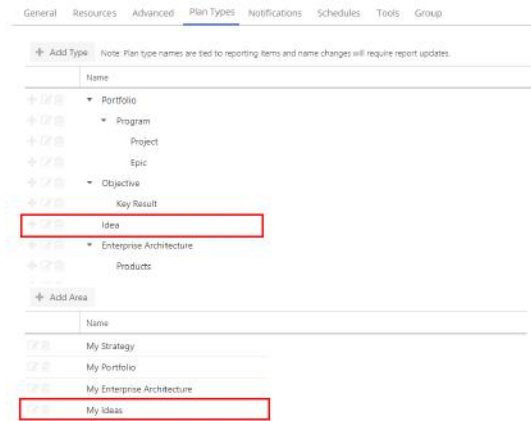 General Resources Advanced Plan Types Notifications Schedules Tools Group
+ Add Type Note: Plan type names are tied to reporting items and name changes will require report updates.
Name
Portfolio
Program
Project
Epic
Objective
Key Result
Idea
Enterprise Architecture
Products
+ Add Area
Name
My Strategy
My Portfolio
My Enterprise Architecture
My Ideas